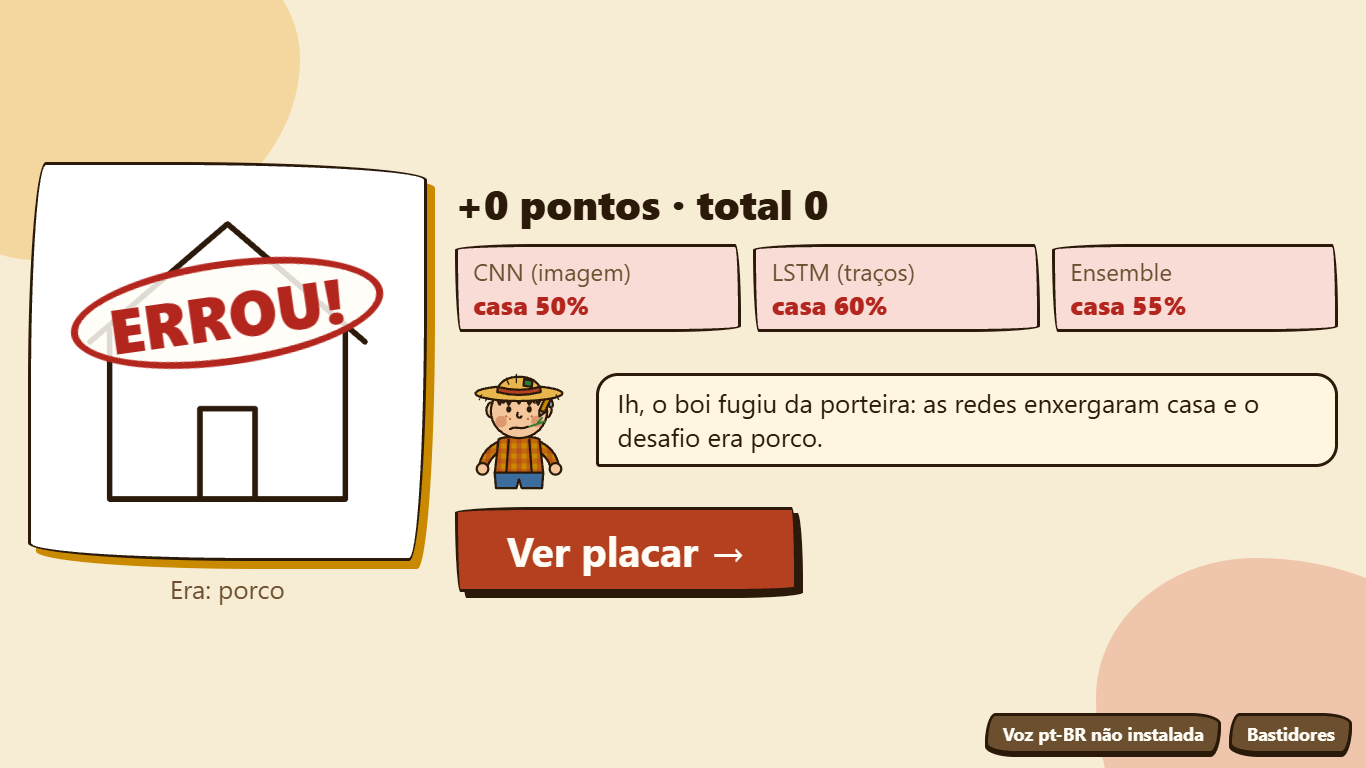 ERROU!
Era: porco
+0 pontos · total 0
CNN (imagem)
casa 50%
LSTM (traços)
casa 60%
Ensemble
casa 55%
Ih, o boi fugiu da porteira: as redes enxergaram casa e o
desafio era porco.
Ver placar →
Voz pt-BR não instalada
Bastidores